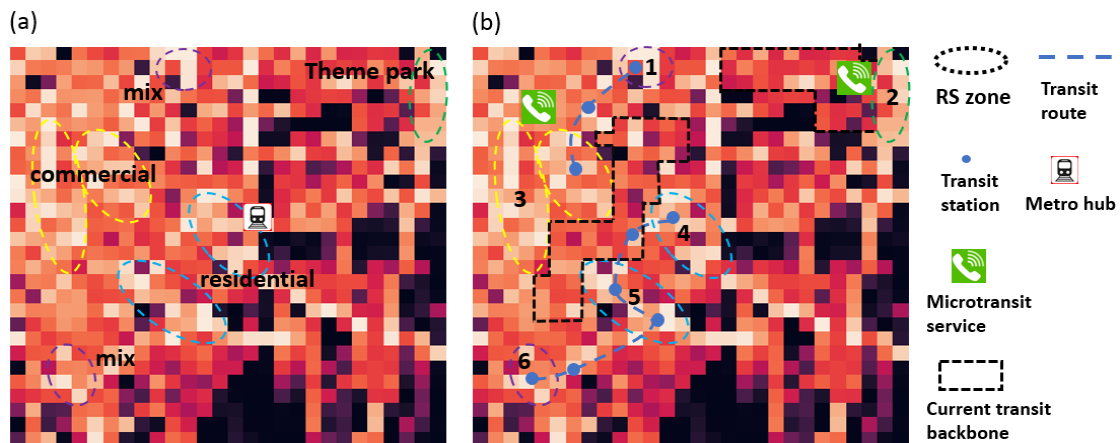 (a)
Theme park
mix
commercial
residential
mix
(b)
1
2
3
4
5
6
RS zone
Transit
route
Transit
station
Metro hub
Microtransit
service
Current transit
backbone